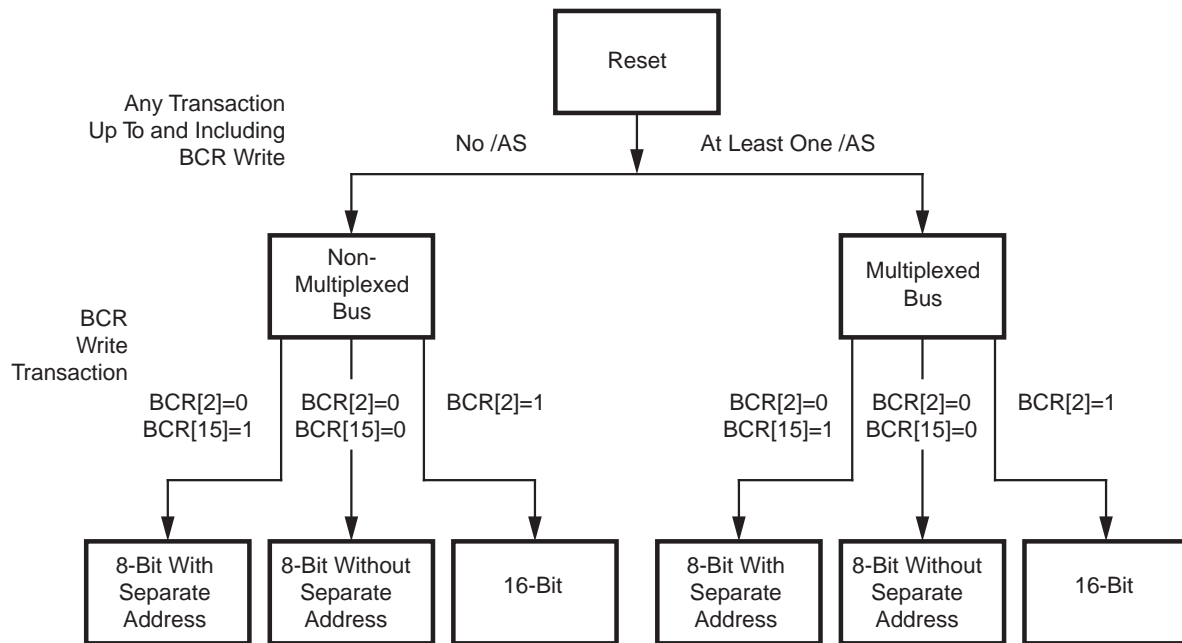 Reset
Any Transaction
Up To and Including
BCR Write
No /AS
At Least One /AS
Non-
Multiplexed
Bus
Multiplexed
Bus
BCR
Write
Transaction
BCR[2]=0
BCR[15]=1
BCR[2]=0
BCR[15]=0
BCR[2]=1
BCR[2]=0
BCR[15]=1
BCR[2]=0
BCR[15]=0
BCR[2]=1
8-Bit With
Separate
Address
8-Bit Without
Separate
Address
16-Bit
8-Bit With
Separate
Address
8-Bit Without
Separate
Address
16-Bit